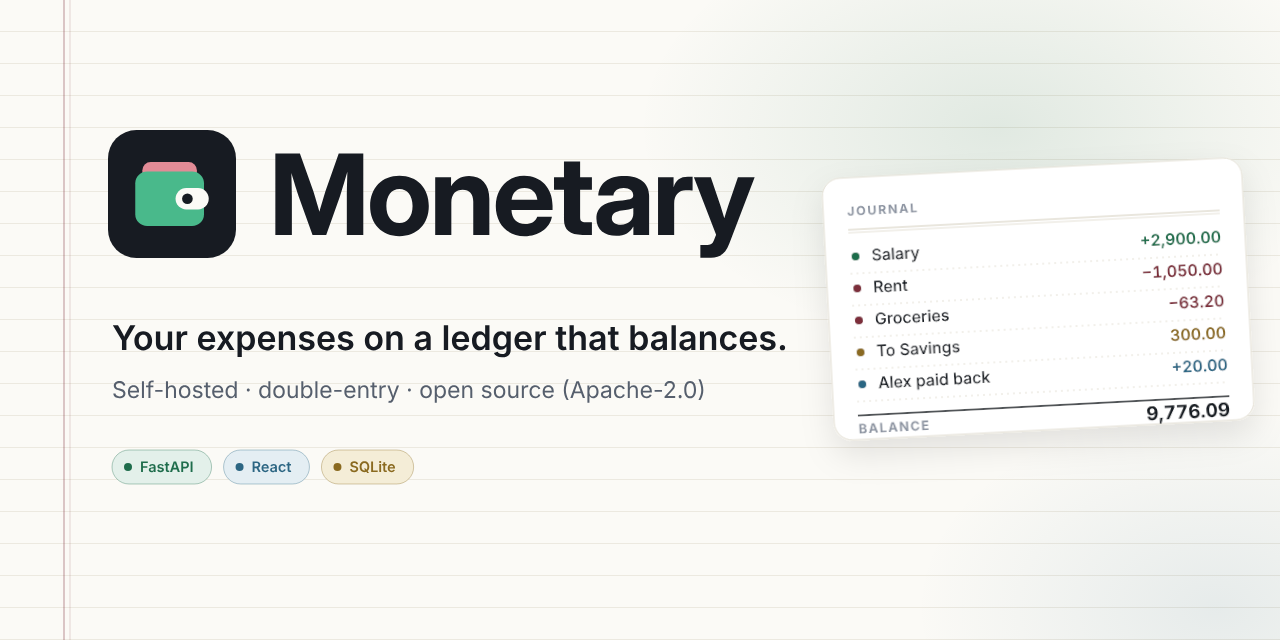 Monetary
Your expenses on a ledger that balances.
Self-hosted · double-entry · open source (Apache-2.0)
FastAPI React SQLite
JOURNAL
Salary +2,900.00
Rent −1,050.00
Groceries −63.20
To Savings 300.00
Alex paid back +20.00
BALANCE 9,776.09